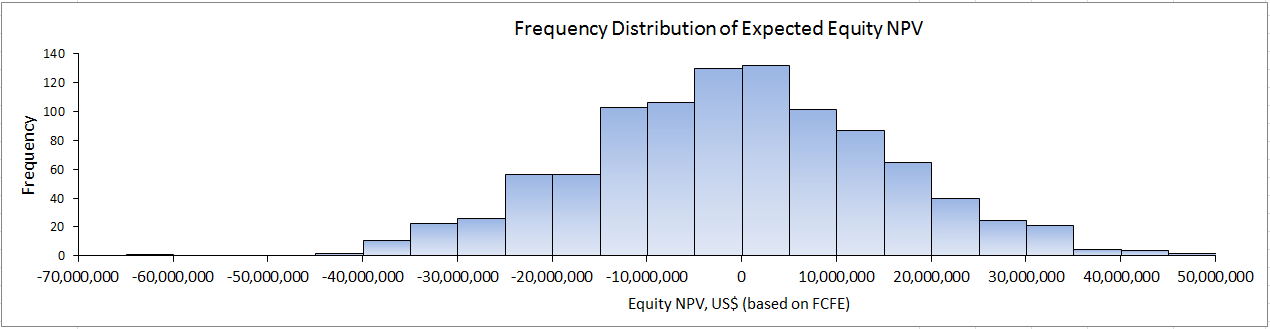 Frequency Distribution of Expected Equity NPV
140
120
100
80
60
40
20
0
Frequency
-70,000,000 -60,000,000 -50,000,000 -40,000,000 -30,000,000 -20,000,000 -10,000,000 0 10,000,000 20,000,000 30,000,000 40,000,000 50,000,000
Equity NPV, US$ (based on FCFE)